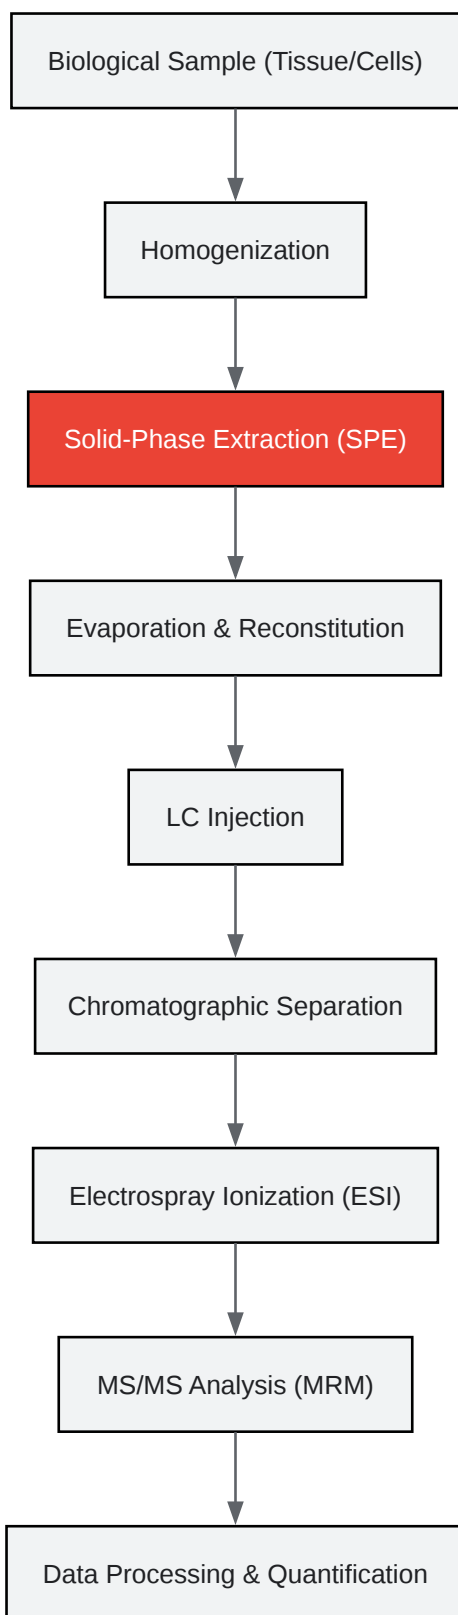 Biological Sample (Tissue/Cells)
Homogenization
Solid-Phase Extraction (SPE)
Evaporation & Reconstitution
LC Injection
Chromatographic Separation
Electrospray Ionization (ESI)
MS/MS Analysis (MRM)
Data Processing & Quantification